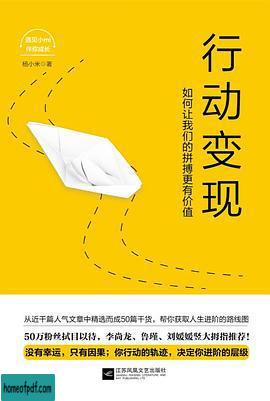 遇见小mi
伴你成长
杨小米 著
行动变现
如何让我们的拼搏更有价值
从近千篇人气文章中精选而成50篇干货，帮你获取人生进阶的路线图
50万粉丝拭目以待，李尚龙、鲁瑾、刘媛媛竖大拇指推荐！
没有幸运，只有因果；你行动的轨迹，决定你进阶的层级
江苏凤凰文艺出版社
homeofpdf.com